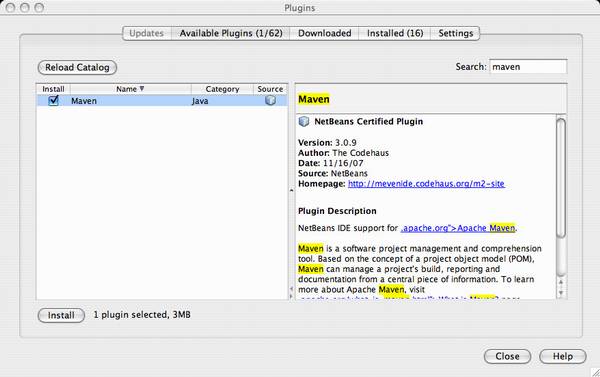 Plugins
Updates Available Plugins (1/62) Downloaded Installed (16) Settings
Reload Catalog Search: maven
Install Name Category Source
Maven Java
Maven
NetBeans Certified Plugin
Version: 3.0.9
Author: The Codehaus
Date: 11/16/07
Source: NetBeans
Homepage: http://mevenide.codehaus.org/m2-site
Plugin Description
NetBeans IDE support for .apache.org">Apache Maven.
Maven is a software project management and comprehension
tool. Based on the concept of a project object model (POM),
Maven can manage a project's build, reporting and
documentation from a central piece of information. To learn
more about Apache Maven, visit
Install 1 plugin selected, 3MB
Close Help